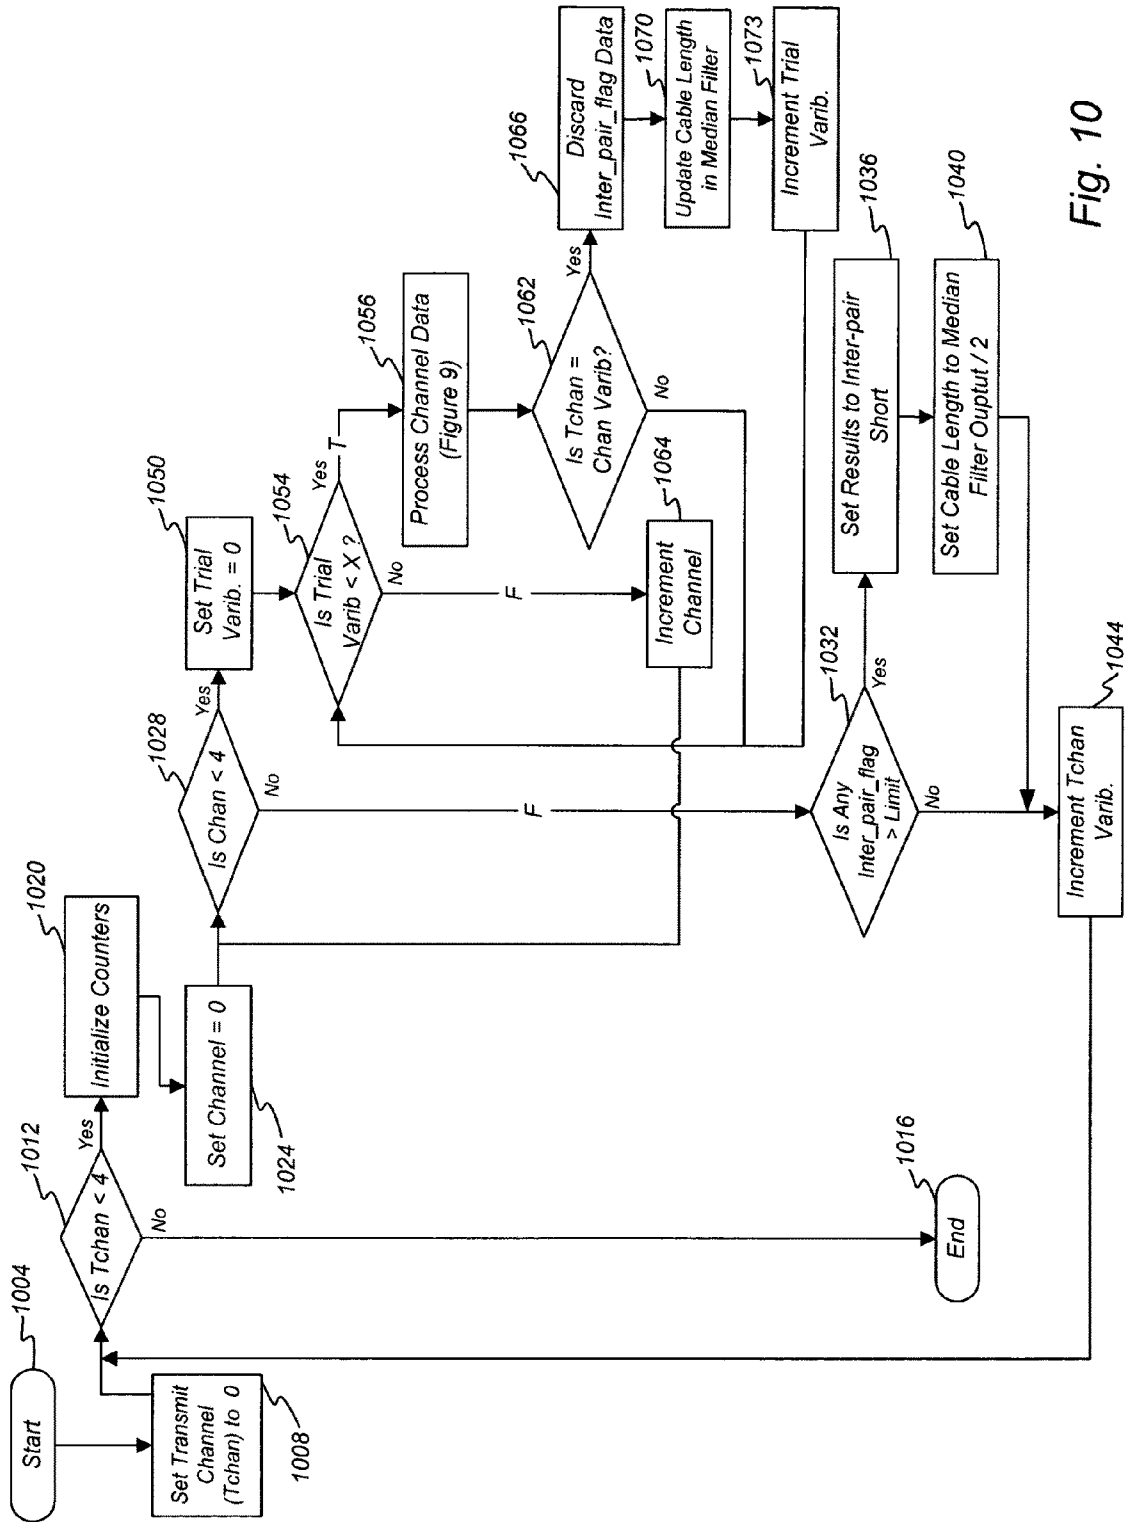 Start
1004
Set Transmit
Channel
(Tchan) to 0
1008
Is Tchan < 4
1012
Yes
No
End
1016
Initialize Counters
1020
Set Channel = 0
1024
Is Chan < 4
1028
Yes
No
F
Set Trial
Varib. = 0
1050
Is Trial
Varib < X ?
1054
Yes
T
No
F
Process Channel Data
(Figure 9)
1056
Is Tchan =
Chan Varib?
1062
Yes
No
Increment
Channel
1064
Discard
Inter_pair_flag Data
1066
Update Cable Length
in Median Filter
1070
Increment Trial
Varib.
1073
Is Any
Inter_pair_flag
> Limit
1032
Yes
No
Set Results to Inter-pair
Short
1036
Set Cable Length to Median
Filter Ouptut / 2
1040
Increment Tchan
Varib.
1044
Fig. 10